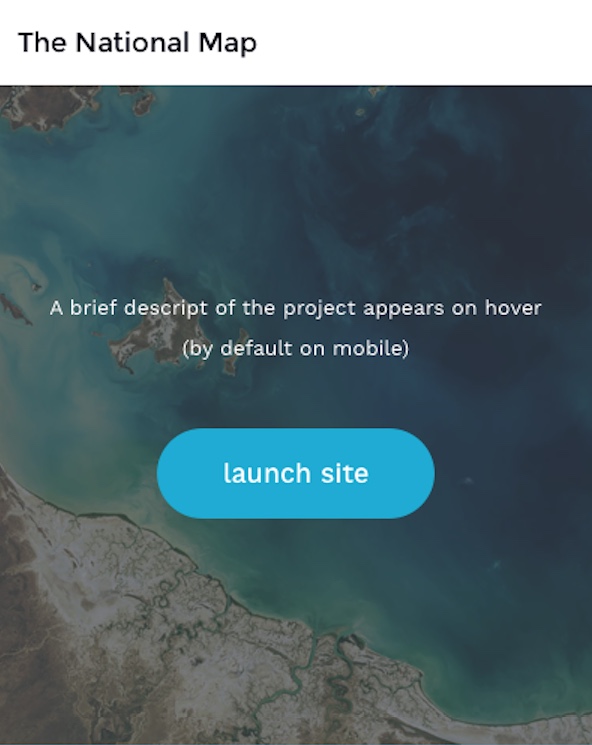 The National Map
A brief descript of the project appears on hover
(by default on mobile)
launch site